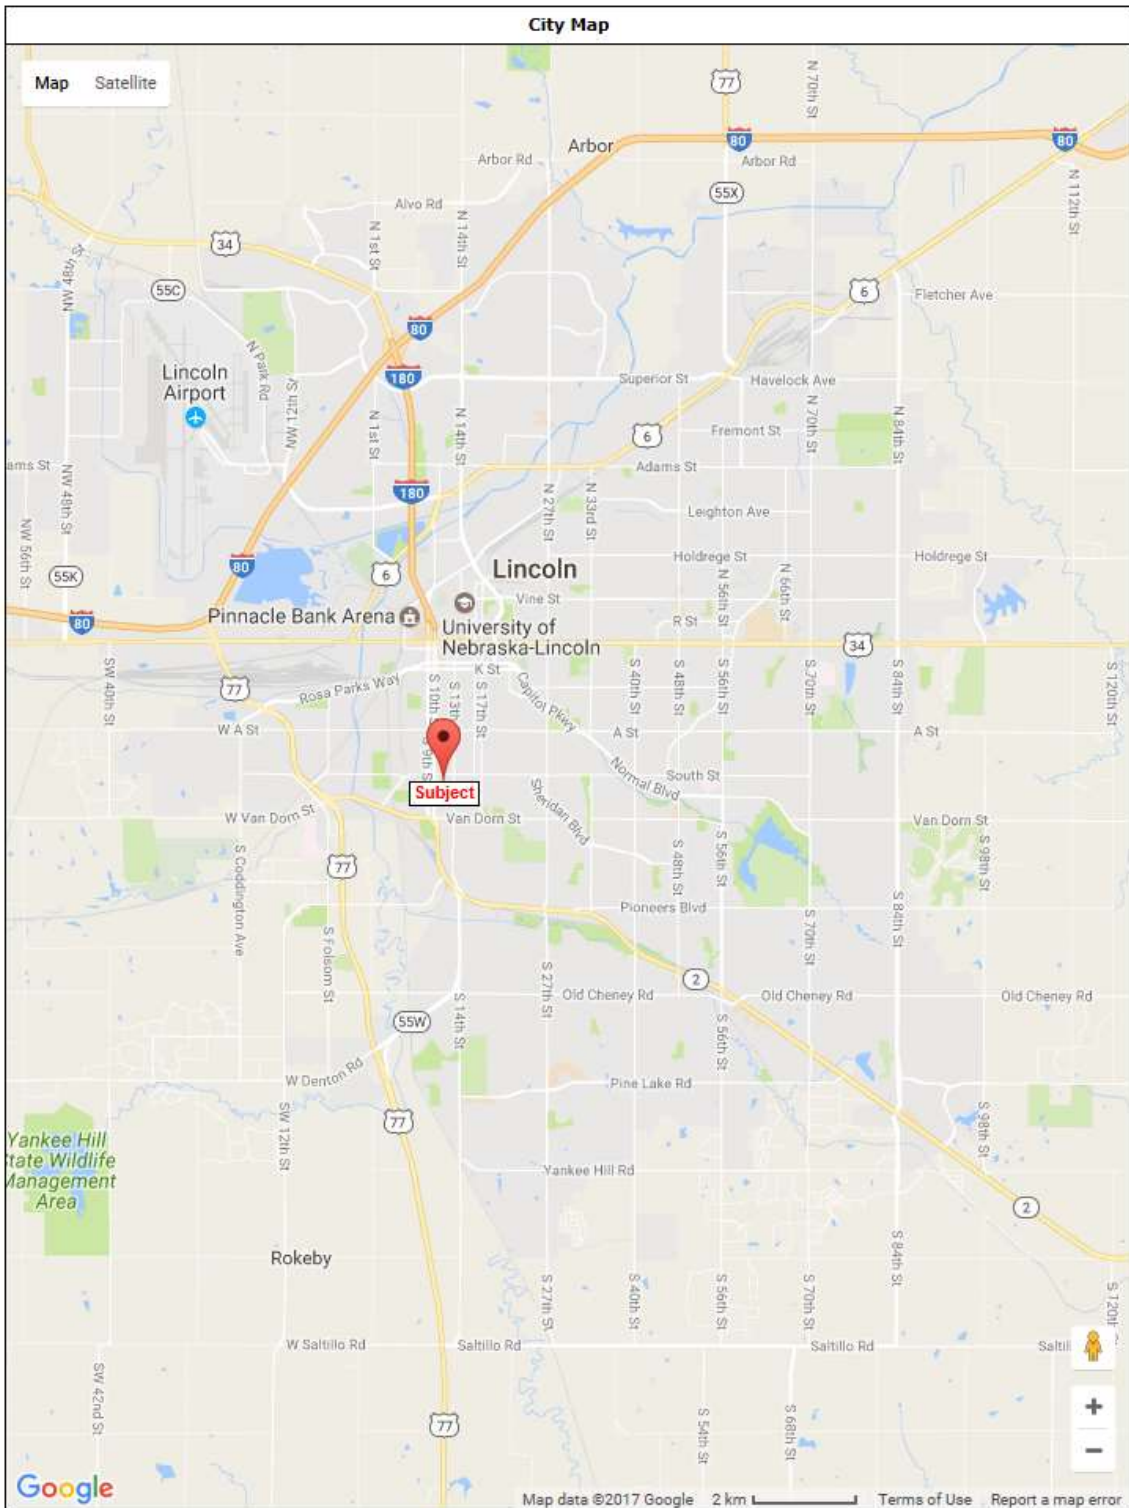 City Map
Map Satellite
77
N 70th St
80
80
Arbor
Arbor Rd
Arbor Rd
55X
N 112th St
Alvo Rd
N 1st St
N 14th St
34
NW 48th St
55C
6
Fletcher Ave
80
N Park Rd
Lincoln
Airport
180
Superior St
Havelock Ave
NW 12th St
N 1st St
N 14th St
N 70th St
N 84th St
6
Fremont St
Adams St
ams St
NW 48th St
180
N 27th St
N 33rd St
Leighton Ave
NW 56th St
Holdrege St
Holdrege St
80
55K
6
Lincoln
N 56th St
N 66th St
Vine St
80
Pinnacle Bank Arena
University of
Nebraska-Lincoln
R St
34
K St
SW 40th St
77
Rosa Parks Way
S 10th St
S 13th
S 17th St
Capitol Pkwy
S 40th St
S 48th St
S 56th St
S 70th St
S 84th St
S 120th St
W A St
S 9th S
A St
A St
Normal Blvd
South St
Subject
Sheridan Blvd
W Van Dorn St
Van Dorn St
Van Dorn St
S Coddington Ave
77
S 48th St
S 56th St
S 98th St
Pioneers Blvd
S 84th St
S Folsom St
S 70th St
2
S 27th St
Old Cheney Rd
Old Cheney Rd
Old Cheney Rd
55W
S 14th St
S 56th St
W Denton Rd
Pine Lake Rd
77
SW 12th St
S 98th St
Yankee Hill
State Wildlife
Management
Area
Yankee Hill Rd
2
Rokeby
S 84th St
S 27th St
S 40th St
S 56th St
S 70th St
S 120th
W Saltillo Rd
Saltillo Rd
Saltillo Rd
Saltill
SW 42nd St
77
S 54th St
S 68th St
+
−
Google
Map data ©2017 Google 2 km Terms of Use Report a map error